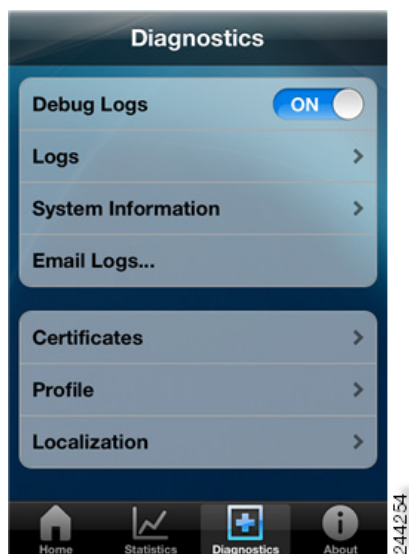 Diagnostics
Debug Logs ON
Logs
System Information
Email Logs...
Certificates
Profile
Localization
Home Statistics Diagnostics About
244254